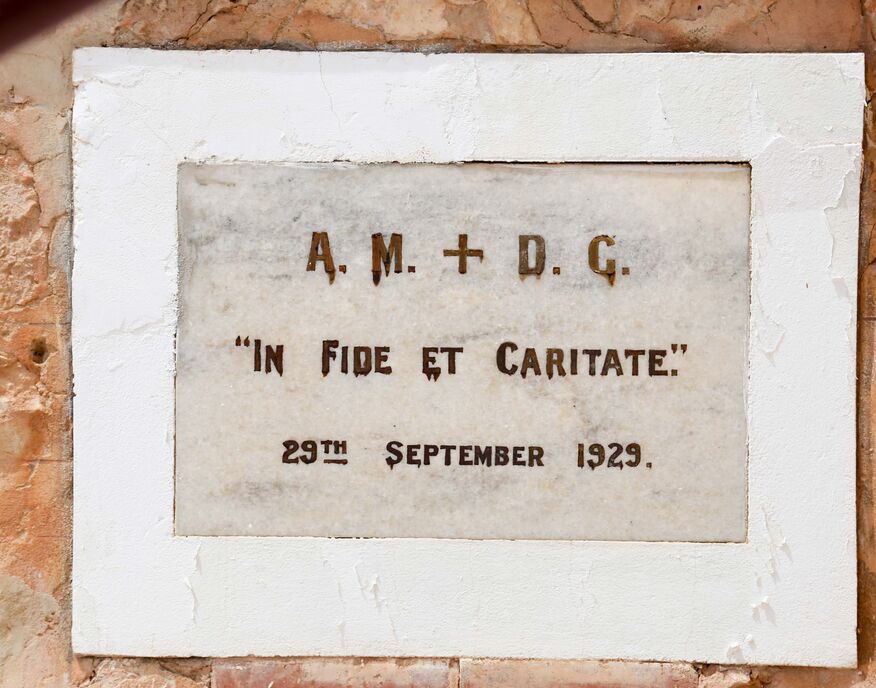 A. M. + D. G.
"IN FIDE ET CARITATE."
29TH SEPTEMBER 1929.